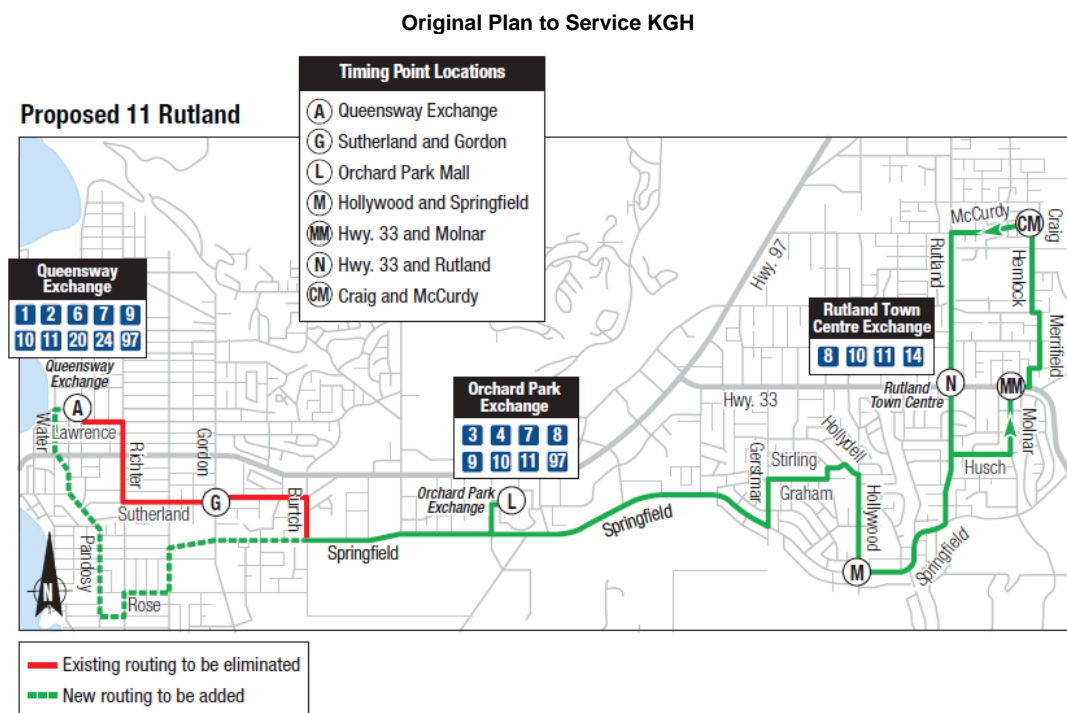 Original Plan to Service KGH
Timing Point Locations
A Queensway Exchange
G Sutherland and Gordon
L Orchard Park Mall
M Hollywood and Springfield
MM Hwy. 33 and Molnar
N Hwy. 33 and Rutland
CM Craig and McCurdy
Proposed 11 Rutland
Queensway
Exchange
1 2 6 7 9
10 11 20 24 97
Queensway
Exchange
A
Water
Lawrence
Richter
Gordon
G
Sutherland
Burtch
Pandosy
Rose
N
Springfield
Orchard Park
Exchange
3 4 7 8
9 10 11 97
Orchard Park
Exchange
L
Springfield
Hwy. 97
Hwy. 33
Gerstmar
Stirling
Graham
Hollydell
Hollywood
M
Springfield
Rutland Town
Centre Exchange
8 10 11 14
Rutland
Town Centre
N
Rutland
McCurdy
CM
Craig
Hemlock
Merrifield
MM
Molnar
Husch
Existing routing to be eliminated
New routing to be added